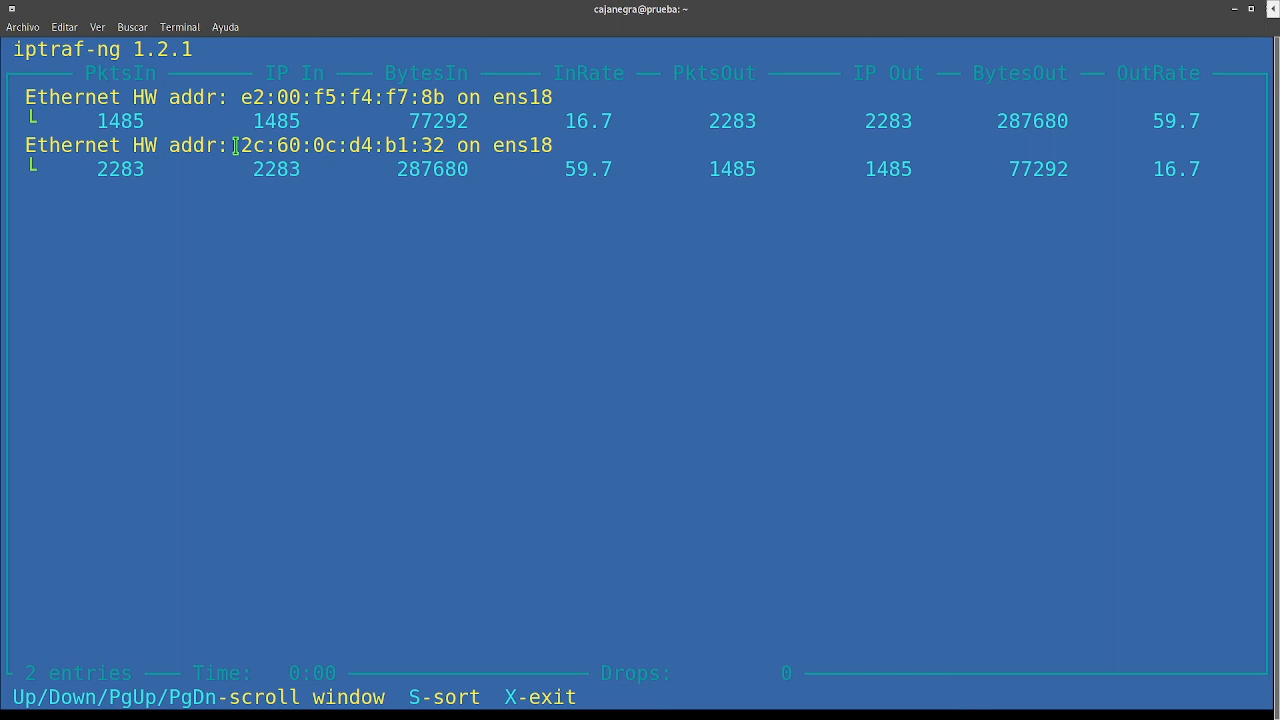 cajanegra@prueba: ~
Archivo Editar Ver Buscar Terminal Ayuda
iptraf-ng 1.2.1
PktsIn IP In BytesIn InRate PktsOut IP Out BytesOut OutRate
Ethernet HW addr: e2:00:f5:f4:f7:8b on ens18
1485 1485 77292 16.7 2283 2283 287680 59.7
Ethernet HW addr: 2c:60:0c:d4:b1:32 on ens18
2283 2283 287680 59.7 1485 1485 77292 16.7
2 entries Time: 0:00 Drops: 0
Up/Down/PgUp/PgDn-scroll window S-sort X-exit